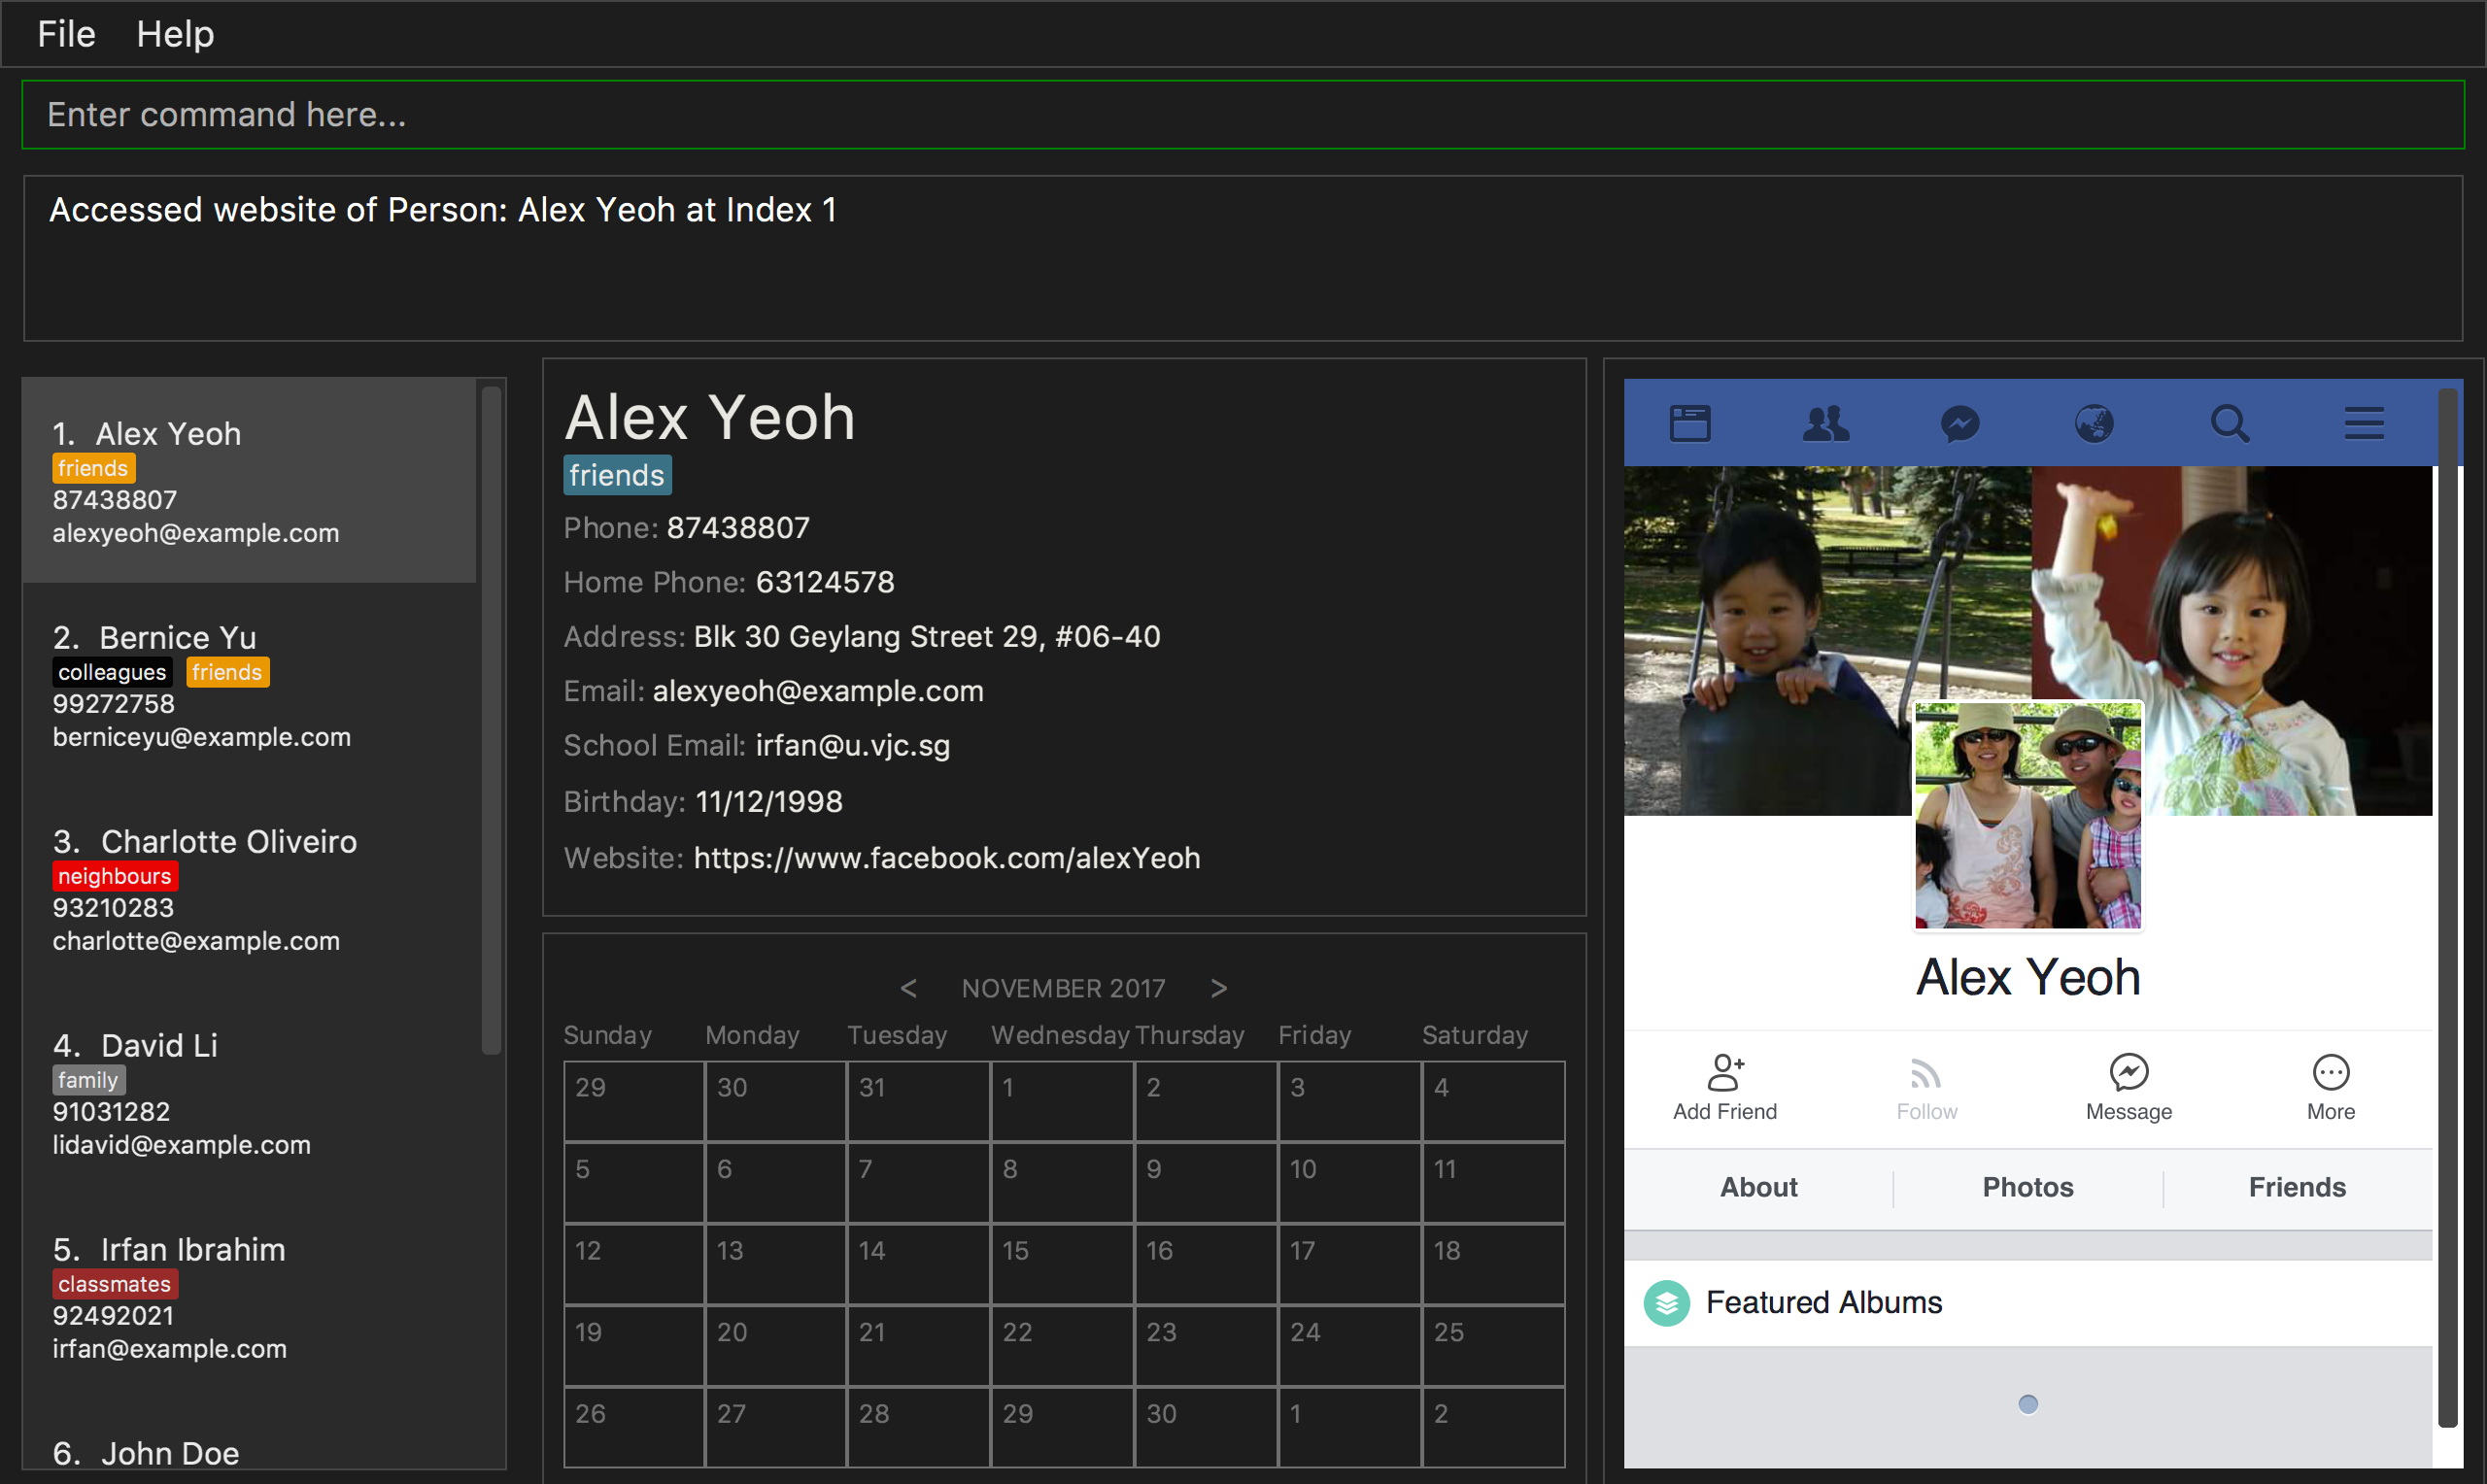 File Help
Enter command here...
Accessed website of Person: Alex Yeoh at Index 1
1. Alex Yeoh
friends
87438807
alexyeoh@example.com
2. Bernice Yu
colleagues friends
99272758
berniceyu@example.com
3. Charlotte Oliveiro
neighbours
93210283
charlotte@example.com
4. David Li
family
91031282
lidavid@example.com
5. Irfan Ibrahim
classmates
92492021
irfan@example.com
6. John Doe
Alex Yeoh
friends
Phone: 87438807
Home Phone: 63124578
Address: Blk 30 Geylang Street 29, #06-40
Email: alexyeoh@example.com
School Email: irfan@u.vjc.sg
Birthday: 11/12/1998
Website: https://www.facebook.com/alexYeoh
< NOVEMBER 2017 >
Sunday Monday Tuesday Wednesday Thursday Friday Saturday
29 30 31 1 2 3 4
5 6 7 8 9 10 11
12 13 14 15 16 17 18
19 20 21 22 23 24 25
26 27 28 29 30 1 2
Alex Yeoh
Add Friend Follow Message More
About Photos Friends
Featured Albums